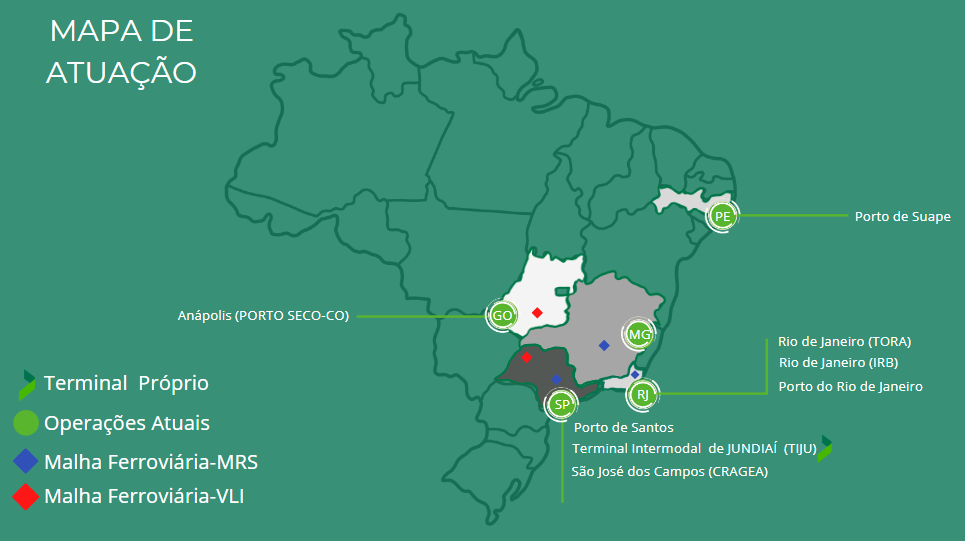 MAPA DE
ATUAÇÃO
PE
Porto de Suape
Anápolis (PORTO SECO-CO)
GO
MG
Rio de Janeiro (TORA)
Rio de Janeiro (IRB)
Porto do Rio de Janeiro
RJ
SP
Porto de Santos
Terminal Intermodal de JUNDIAÍ (TIJU)
São José dos Campos (CRAGEA)
Terminal Próprio
Operações Atuais
Malha Ferroviária-MRS
Malha Ferroviária-VLI